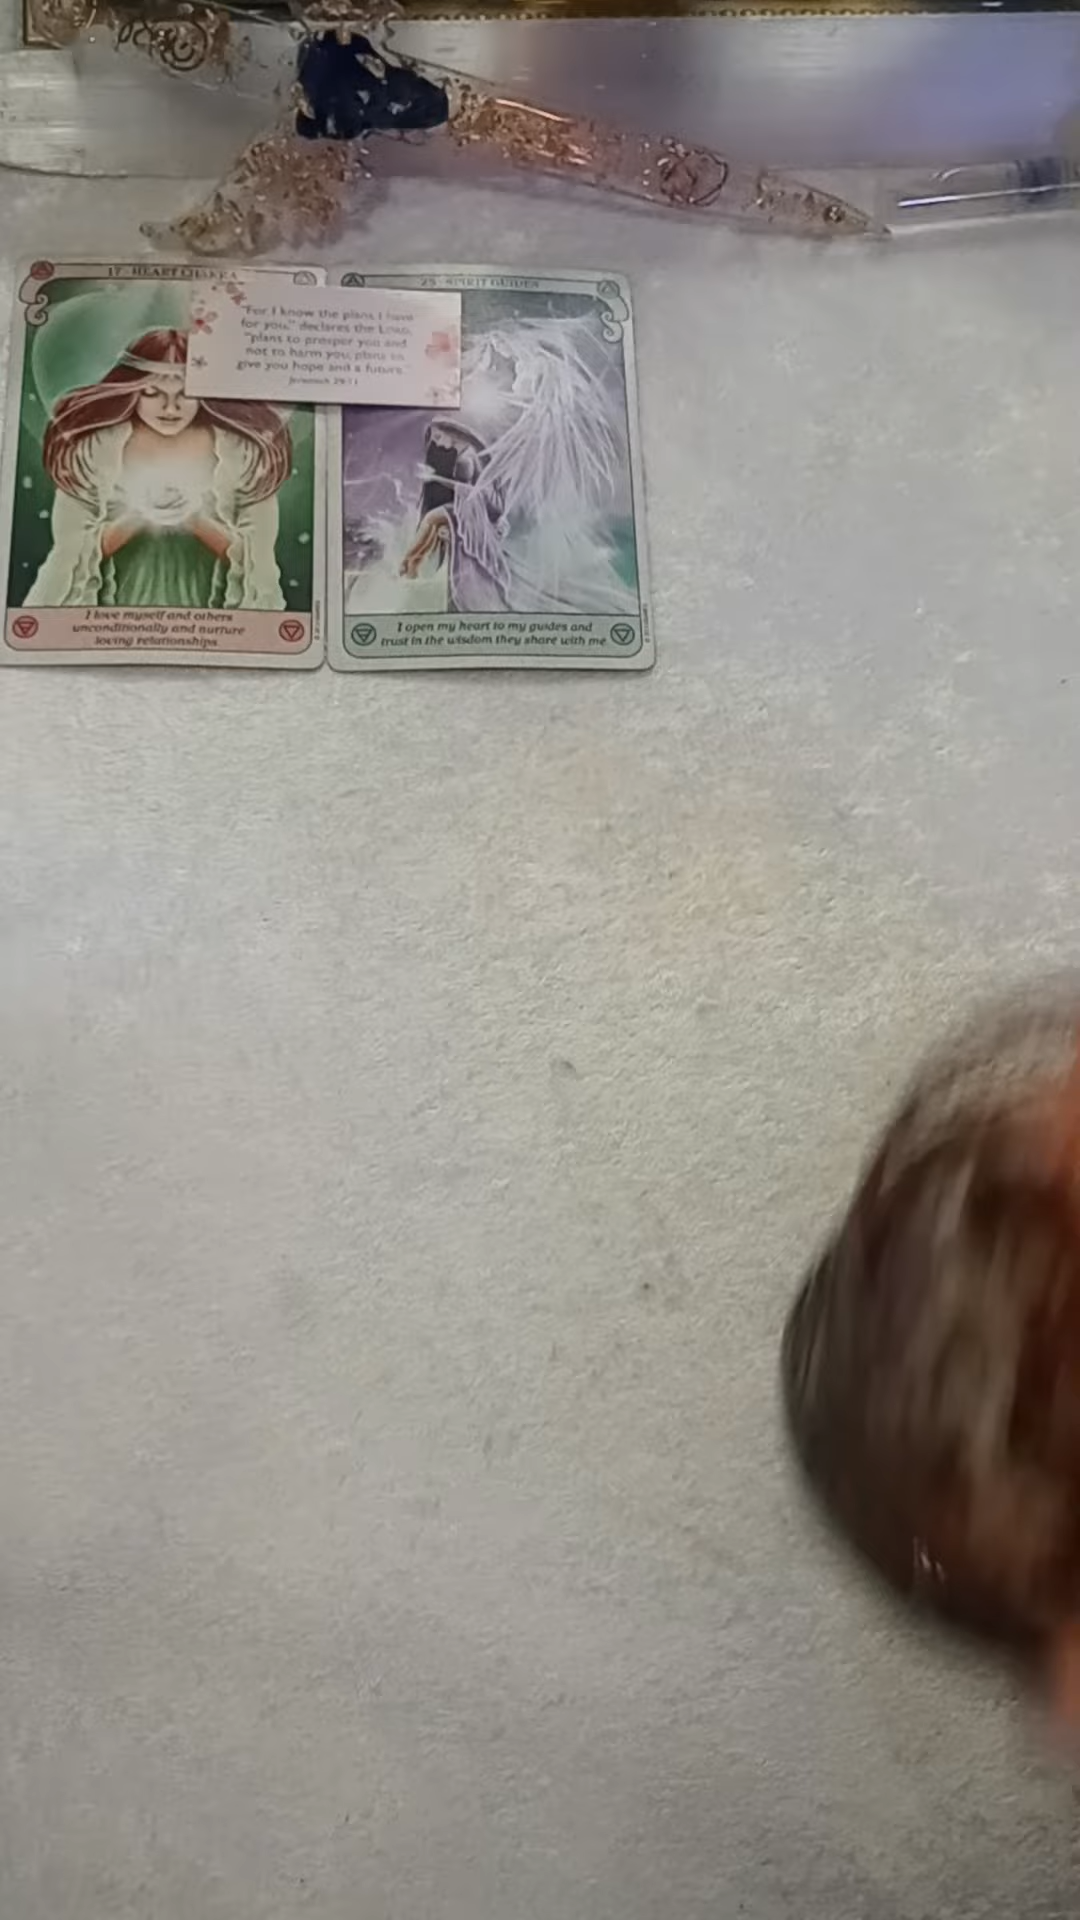 17 · HEART CHAKRA
25 · SPIRIT GUIDES
"For I know the plans I have
for you," declares the LORD,
"plans to prosper you and
not to harm you, plans to
give you hope and a future."
Jeremiah 29:11
I love myself and others
unconditionally and nurture
loving relationships
I open my heart to my guides and
trust in the wisdom they share with me